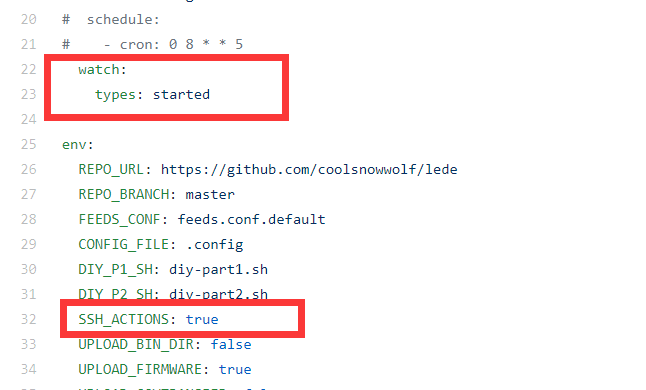 20 #  schedule:
21 #    - cron: 0 8 * * 5
22 watch:
23 types: started
24
25 env:
26 REPO_URL: https://github.com/coolsnowwolf/lede
27 REPO_BRANCH: master
28 FEEDS_CONF: feeds.conf.default
29 CONFIG_FILE: .config
30 DIY_P1_SH: diy-part1.sh
31 DIY_P2_SH: diy-part2.sh
32 SSH_ACTIONS: true
33 UPLOAD_BIN_DIR: false
34 UPLOAD_FIRMWARE: true